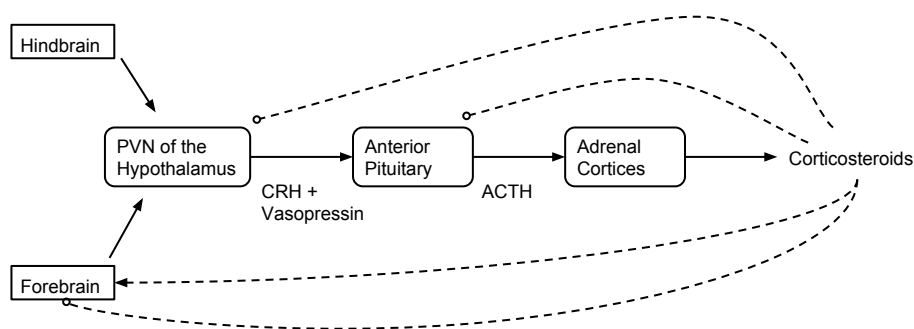 Hindbrain
PVN of the
Hypothalamus
Anterior
Pituitary
Adrenal
Cortices
Corticosteroids
CRH +
Vasopressin
ACTH
Forebrain